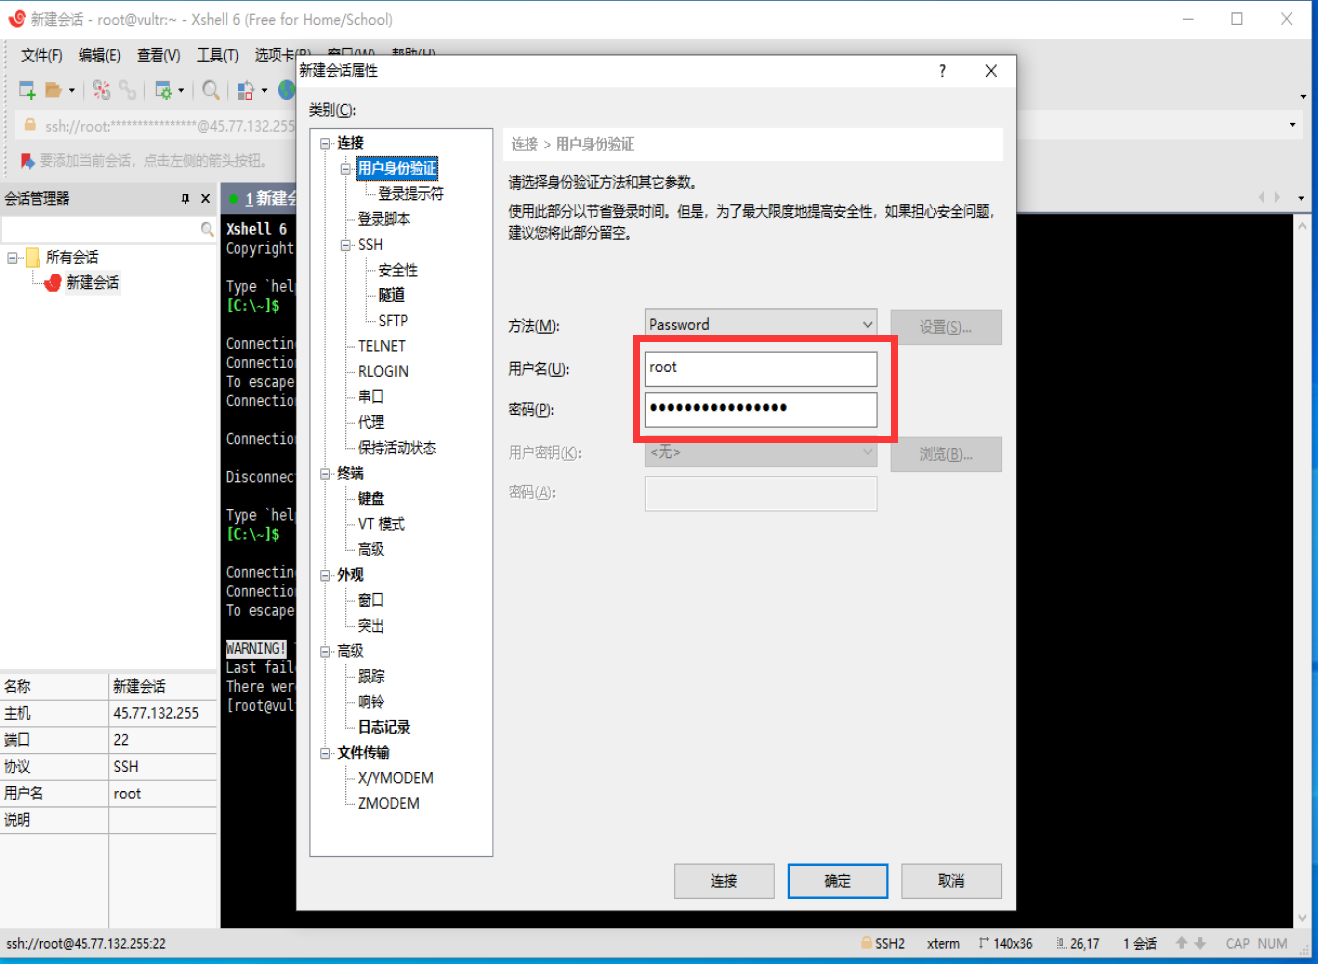 新建会话 - root@vultr:~ - Xshell 6 (Free for Home/School)
文件(F) 编辑(E) 查看(V) 工具(T) 选项卡(B) 窗口(W) 帮助(H)
ssh://root:****************@45.77.132.255
要添加当前会话，点击左侧的箭头按钮。
会话管理器
1 新建会
所有会话
新建会话
名称 新建会话
主机 45.77.132.255
端口 22
协议 SSH
用户名 root
说明
Xshell 6
Copyright
Type `hel
[C:\~]$
Connectin
Connection
To escape
Connection
Connection
Disconnec
Type `hel
[C:\~]$
Connectin
Connection
To escape
WARNING!
Last fail
There wer
[root@vul
新建会话属性
?
类别(C):
连接
用户身份验证
登录提示符
登录脚本
SSH
安全性
隧道
SFTP
TELNET
RLOGIN
串口
代理
保持活动状态
终端
键盘
VT 模式
高级
外观
窗口
突出
高级
跟踪
响铃
日志记录
文件传输
X/YMODEM
ZMODEM
连接 > 用户身份验证
请选择身份验证方法和其它参数。
使用此部分以节省登录时间。但是，为了最大限度地提高安全性，如果担心安全问题，
建议您将此部分留空。
方法(M): Password 设置(S)...
用户名(U): root
密码(P): ●●●●●●●●●●●●●●●●
用户密钥(K): <无> 浏览(B)...
密码(A):
连接 确定 取消
ssh://root@45.77.132.255:22 SSH2 xterm 140x36 26,17 1 会话 CAP NUM